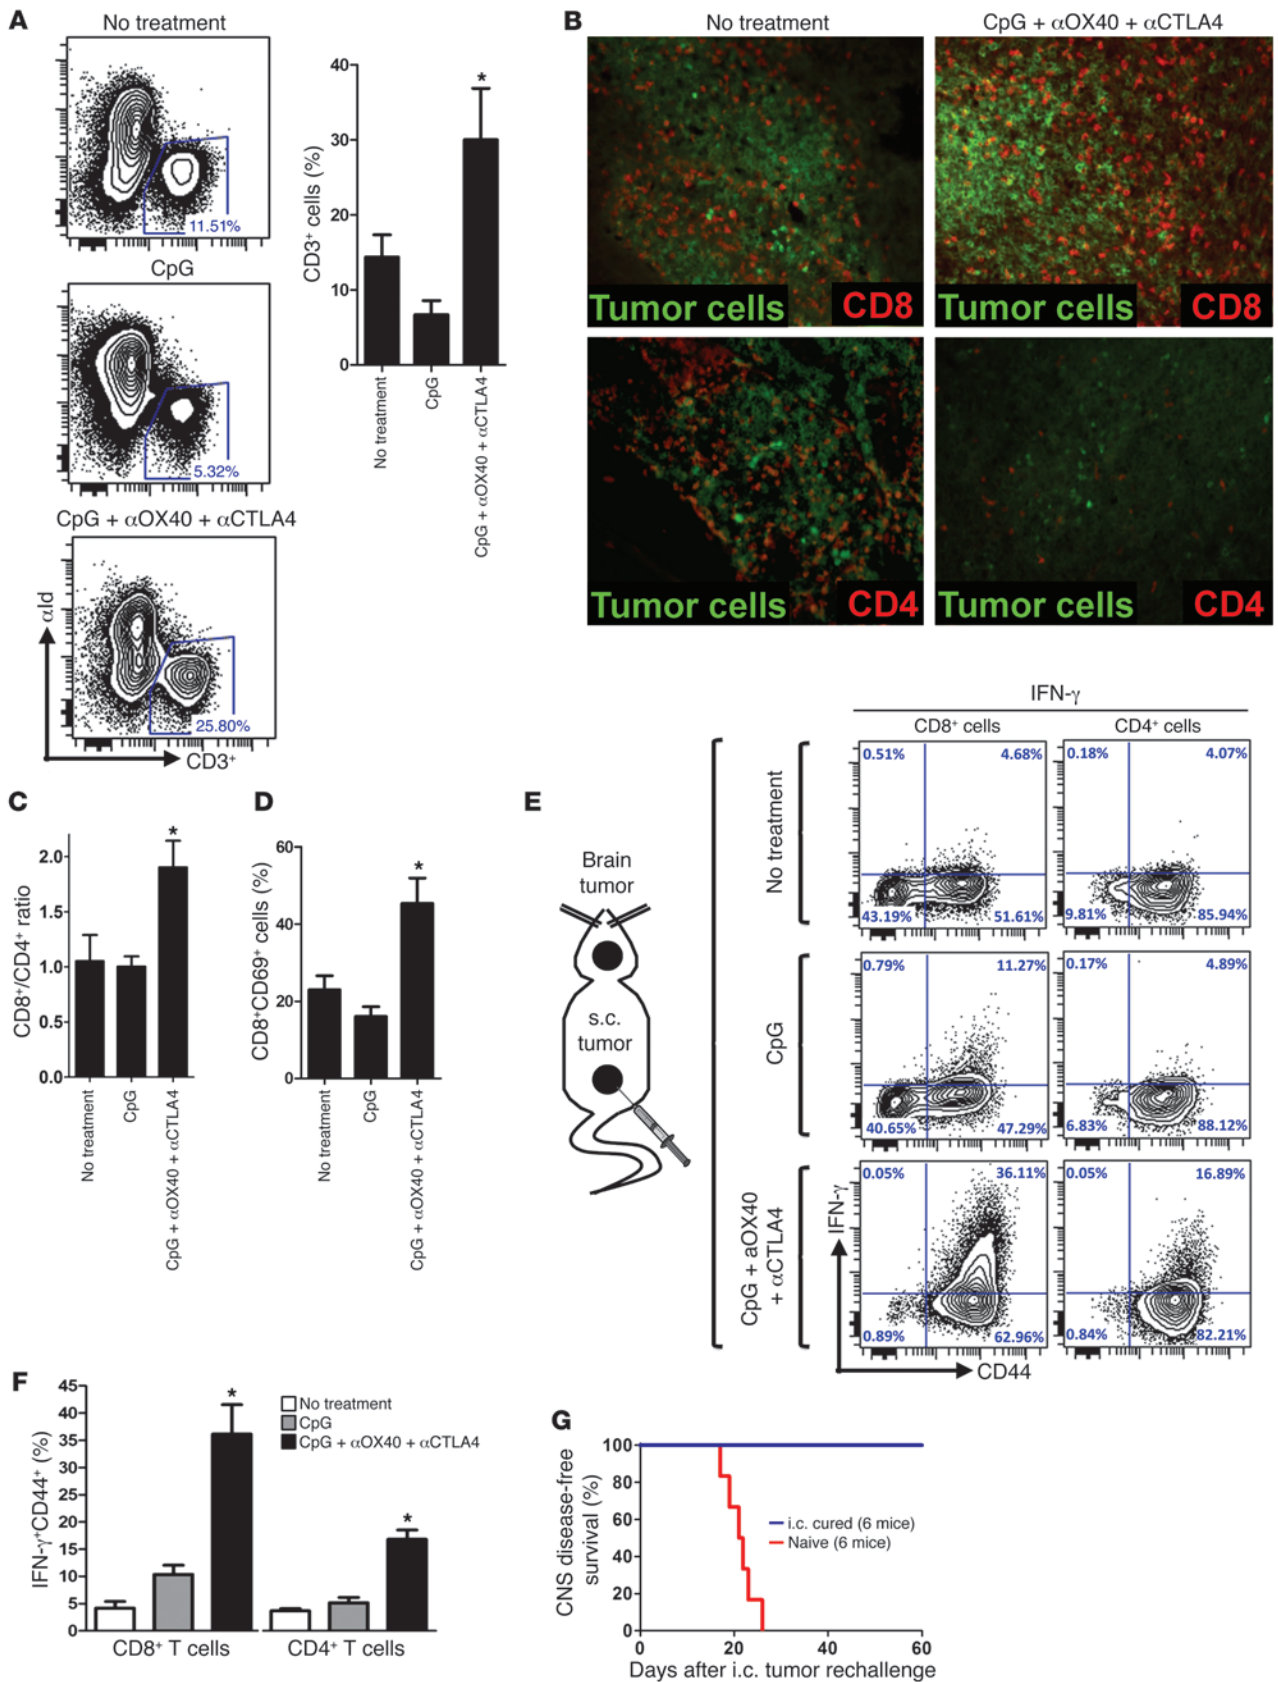 A
No treatment
11.51%
CpG
5.32%
CpG + αOX40 + αCTLA4
25.80%
αId
CD3⁺
CD3⁺ cells (%)
40
30
20
10
0
No treatment
CpG
CpG + αOX40 + αCTLA4
*
B
No treatment
CpG + αOX40 + αCTLA4
Tumor cells
CD8
Tumor cells
CD8
Tumor cells
CD4
Tumor cells
CD4
C
CD8⁺/CD4⁺ ratio
2.0
1.5
1.0
0.5
0.0
No treatment
CpG
CpG + αOX40 + αCTLA4
*
D
CD8⁺CD69⁺ cells (%)
60
40
20
0
No treatment
CpG
CpG + αOX40 + αCTLA4
*
E
Brain
tumor
s.c.
tumor
IFN-γ
CD8⁺ cells
CD4⁺ cells
No treatment
0.51%
4.68%
43.19%
51.61%
0.18%
4.07%
9.81%
85.94%
CpG
0.79%
11.27%
40.65%
47.29%
0.17%
4.89%
6.83%
88.12%
CpG + aOX40
+ αCTLA4
0.05%
36.11%
0.89%
62.96%
0.05%
16.89%
0.84%
82.21%
IFN-γ
CD44
F
IFN-γ⁺CD44⁺ (%)
45
40
35
30
25
20
15
10
5
0
*
*
No treatment
CpG
CpG + αOX40 + αCTLA4
CD8⁺ T cells
CD4⁺ T cells
G
CNS disease-free
survival (%)
100
80
60
40
20
0
i.c. cured (6 mice)
Naive (6 mice)
0
20
40
60
Days after i.c. tumor rechallenge